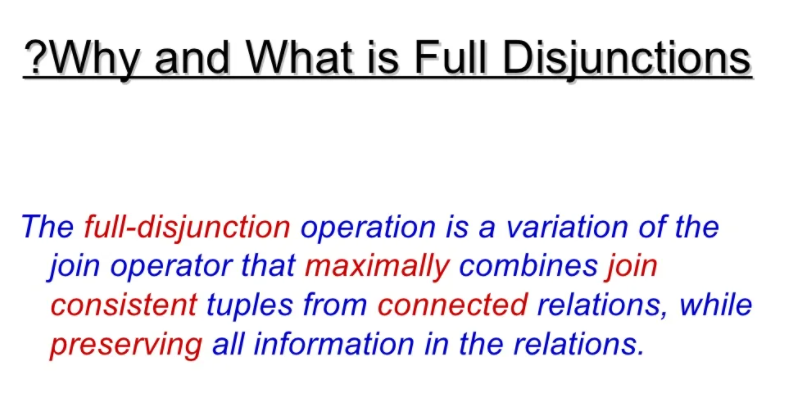 ?Why and What is Full Disjunctions
The full-disjunction operation is a variation of the
join operator that maximally combines join
consistent tuples from connected relations, while
preserving all information in the relations.